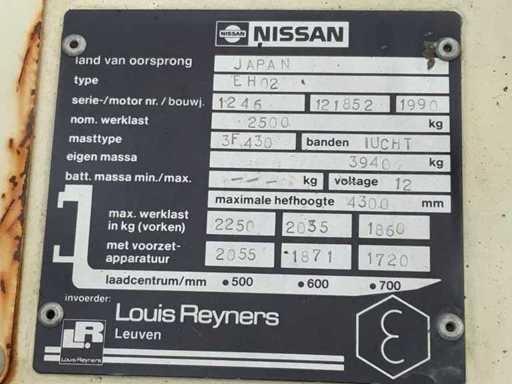 NISSAN
land van oorsprong JAPAN
type EH02
serie-/motor nr. / bouwj. 1246 121852 1990
nom. werklast 2500 kg
masttype 3F430 banden IUCHT
eigen massa 3940 kg
batt. massa min./max. --- kg voltage 12
maximale hefhoogte 4300 mm
max. werklast in kg (vorken) 2250 2035 1860
met voorzet-apparatuur 2055 1871 1720
laadcentrum/mm •500 •600 •700
invoerder: Louis Reyners
LR Louis Reyners Leuven